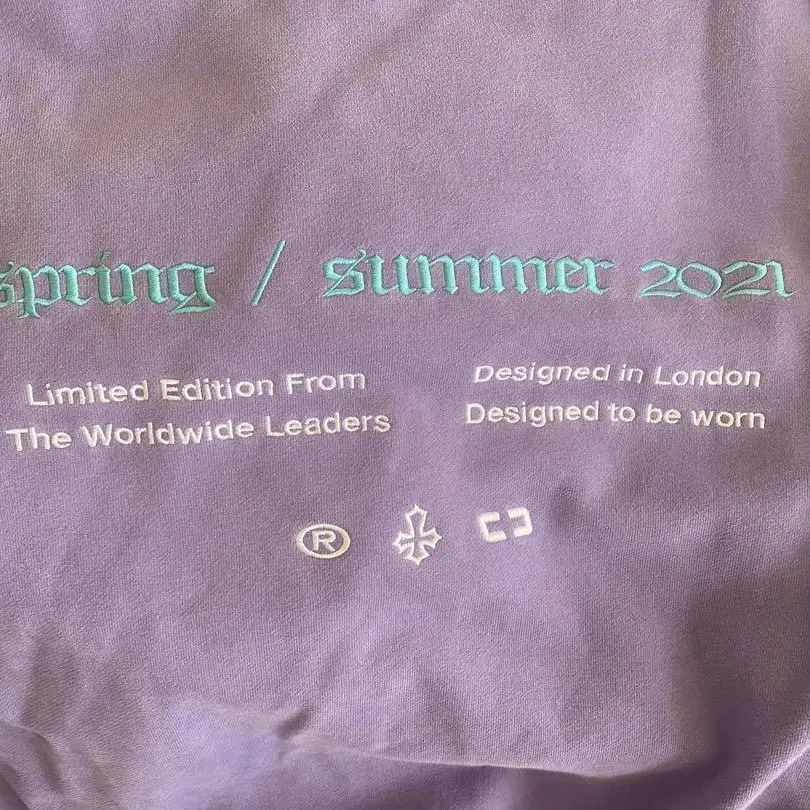 spring / summer 2021
Limited Edition From
The Worldwide Leaders
Designed in London
Designed to be worn
®